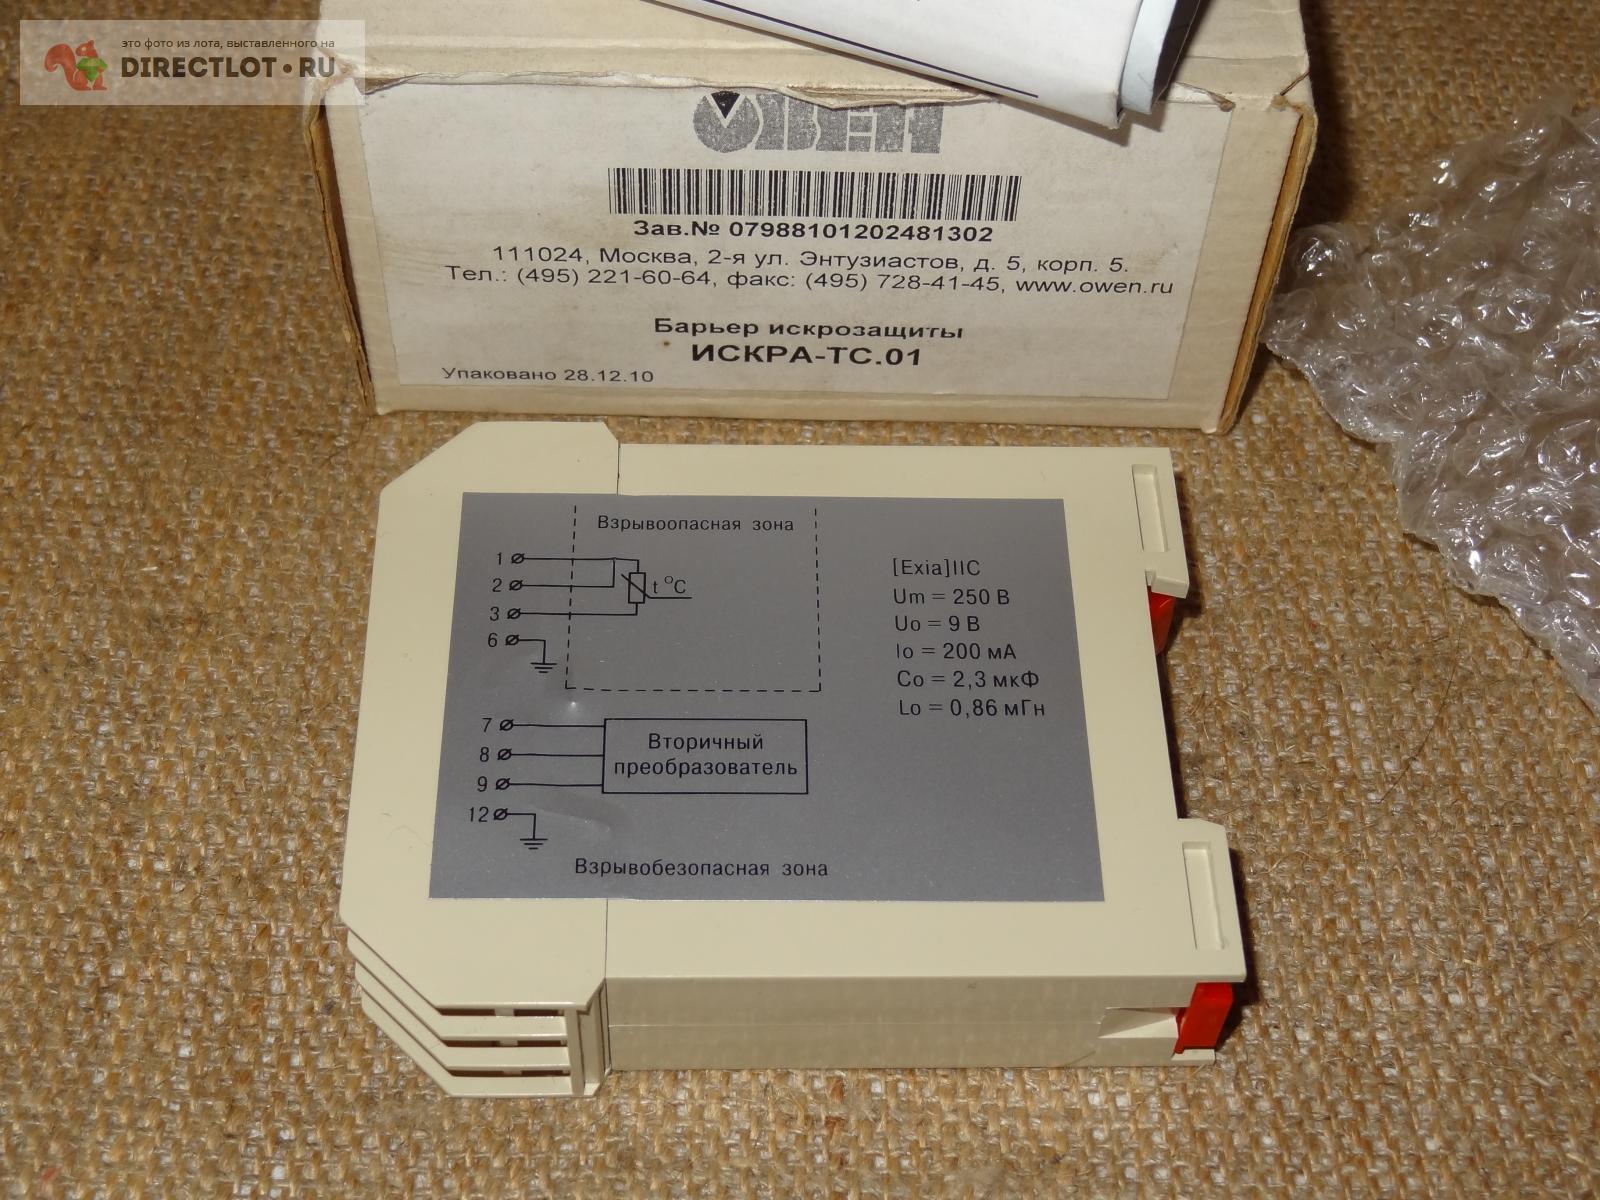 это фото из лота, выставленного на
DIRECTLOT.RU
ОВЕН
Зав.№ 07988101202481302
111024, Москва, 2-я ул. Энтузиастов, д. 5, корп. 5.
Тел.: (495) 221-60-64, факс: (495) 728-41-45, www.owen.ru
Барьер искрозащиты
ИСКРА-ТС.01
Упаковано 28.12.10
Взрывоопасная зона
1
2
3
6
t °C
[Exia]IIC
Um = 250 В
Uo = 9 В
Io = 200 мА
Co = 2,3 мкФ
Lo = 0,86 мГн
7
8
9
12
Вторичный
преобразователь
Взрывобезопасная зона